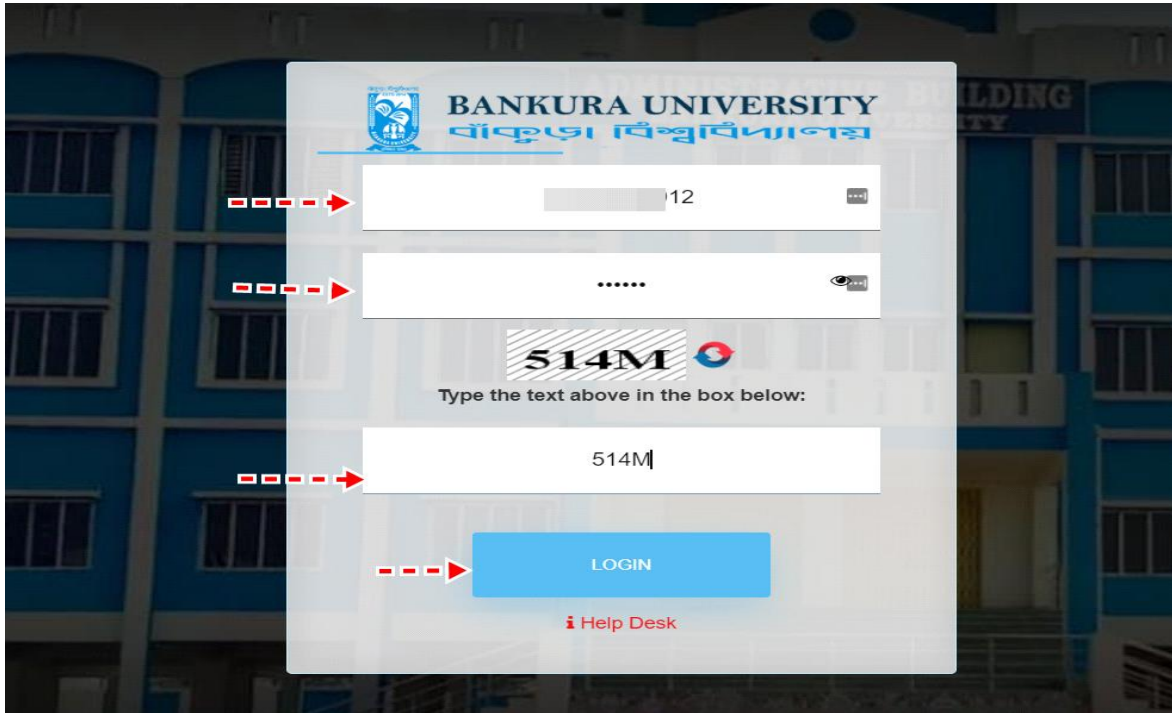 BANKURA UNIVERSITY
বাঁকুড়া বিশ্ববিদ্যালয়
12
••••••
514M
Type the text above in the box below:
514M
LOGIN
i Help Desk